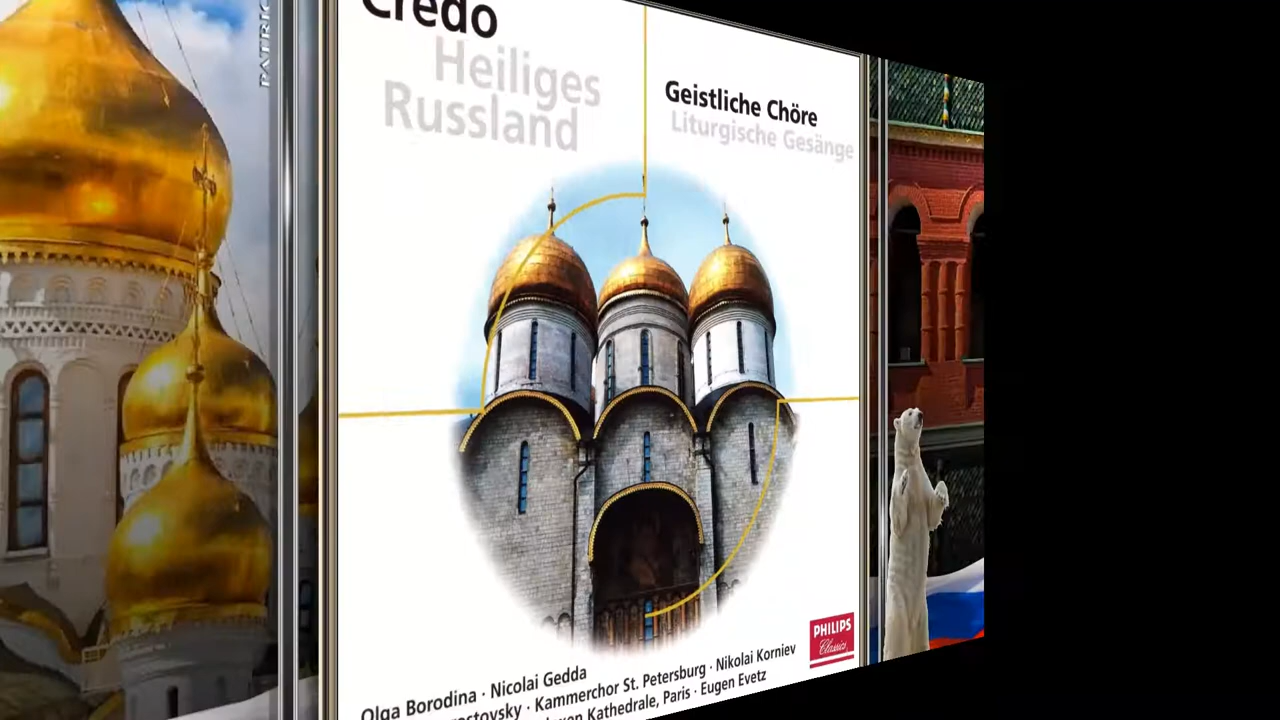 Credo
Heiliges
Russland
Geistliche Chöre
Liturgische Gesänge
PHILIPS
Classics
Olga Borodina · Nicolai Gedda
Kammerchor St. Petersburg · Nikolai Korniev
Kathedrale, Paris · Eugen Evetz